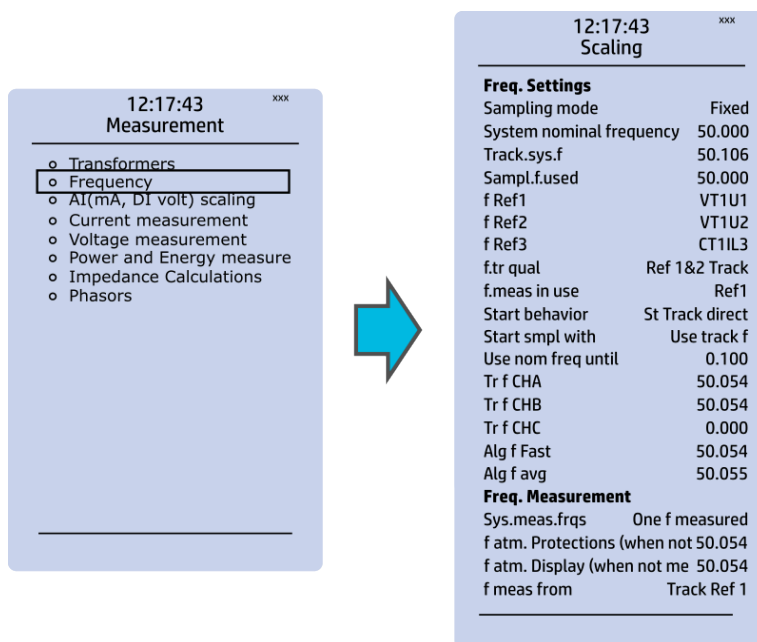 12:17:43 xxx
Measurement
Transformers
Frequency
AI(mA, DI volt) scaling
Current measurement
Voltage measurement
Power and Energy measure
Impedance Calculations
Phasors
12:17:43 xxx
Scaling
Freq. Settings
Sampling mode Fixed
System nominal frequency 50.000
Track.sys.f 50.106
Sampl.f.used 50.000
f Ref1 VT1U1
f Ref2 VT1U2
f Ref3 CT1IL3
f.tr qual Ref 1&2 Track
f.meas in use Ref1
Start behavior St Track direct
Start smpl with Use track f
Use nom freq until 0.100
Tr f CHA 50.054
Tr f CHB 50.054
Tr f CHC 0.000
Alg f Fast 50.054
Alg f avg 50.055
Freq. Measurement
Sys.meas.frqs One f measured
f atm. Protections (when not 50.054
f atm. Display (when not me 50.054
f meas from Track Ref 1